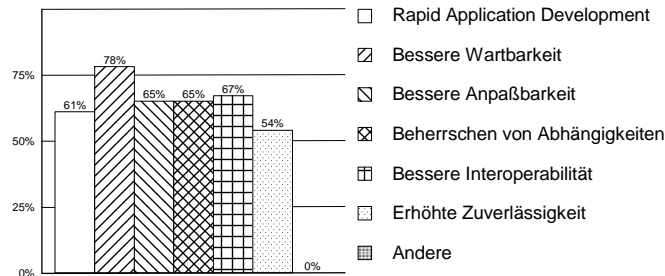 78%
75%
67%
65%
65%
61%
54%
50%
25%
0%
0%
Rapid Application Development
Bessere Wartbarkeit
Bessere Anpaßbarkeit
Beherrschen von Abhängigkeiten
Bessere Interoperabilität
Erhöhte Zuverlässigkeit
Andere